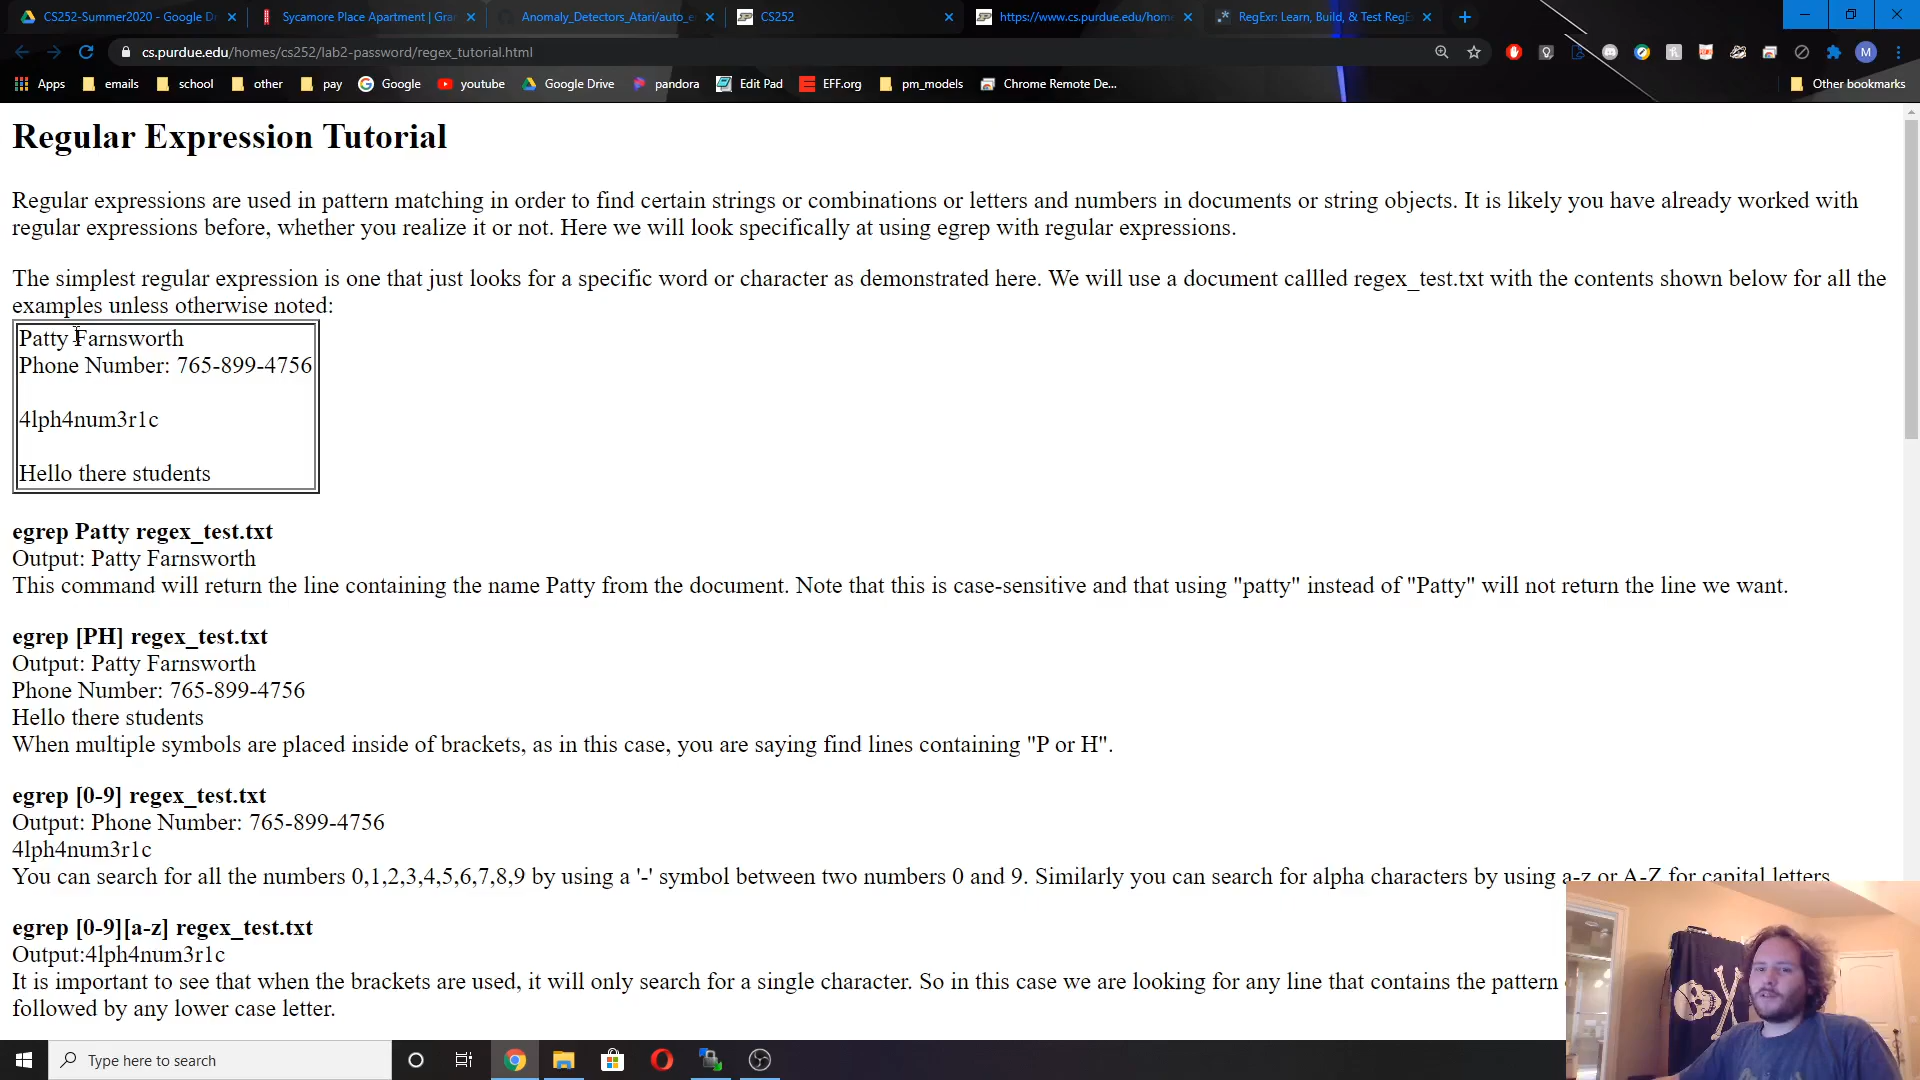 CS252-Summer2020 - Google D
Sycamore Place Apartment | Gra
Anomaly_Detectors_Atari/auto_e
CS252
https://www.cs.purdue.edu/home
RegExr: Learn, Build, & Test RegE
cs.purdue.edu/homes/cs252/lab2-password/regex_tutorial.html
M
Apps
emails
school
other
pay
Google
youtube
Google Drive
pandora
Edit Pad
EFF.org
pm_models
Chrome Remote De...
Other bookmarks
Regular Expression Tutorial
Regular expressions are used in pattern matching in order to find certain strings or combinations or letters and numbers in documents or string objects. It is likely you have already worked with
regular expressions before, whether you realize it or not. Here we will look specifically at using egrep with regular expressions.
The simplest regular expression is one that just looks for a specific word or character as demonstrated here. We will use a document callled regex_test.txt with the contents shown below for all the
examples unless otherwise noted:
Patty Farnsworth
Phone Number: 765-899-4756
4lph4num3r1c
Hello there students
egrep Patty regex_test.txt
Output: Patty Farnsworth
This command will return the line containing the name Patty from the document. Note that this is case-sensitive and that using "patty" instead of "Patty" will not return the line we want.
egrep [PH] regex_test.txt
Output: Patty Farnsworth
Phone Number: 765-899-4756
Hello there students
When multiple symbols are placed inside of brackets, as in this case, you are saying find lines containing "P or H".
egrep [0-9] regex_test.txt
Output: Phone Number: 765-899-4756
4lph4num3r1c
You can search for all the numbers 0,1,2,3,4,5,6,7,8,9 by using a '-' symbol between two numbers 0 and 9. Similarly you can search for alpha characters by using a-z or A-Z for capital letters
egrep [0-9][a-z] regex_test.txt
Output:4lph4num3r1c
It is important to see that when the brackets are used, it will only search for a single character. So in this case we are looking for any line that contains the pattern
followed by any lower case letter.
Type here to search